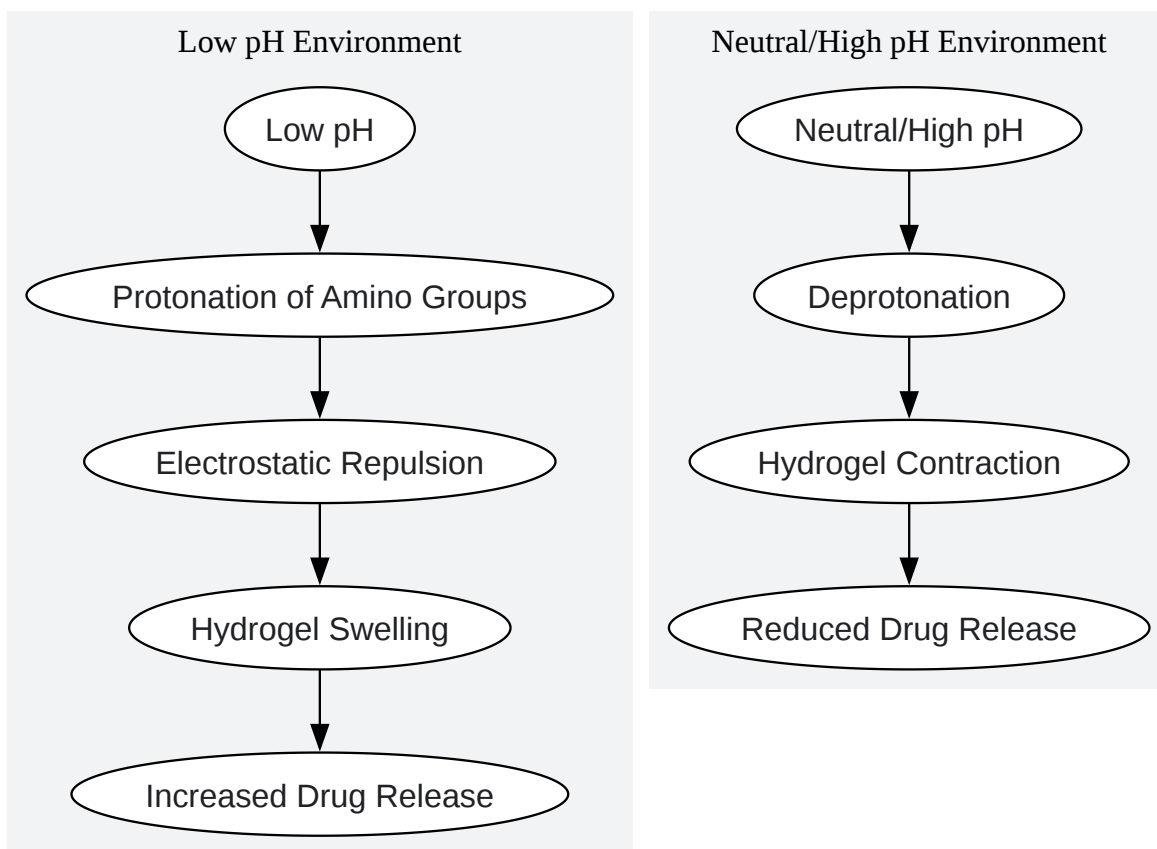 Low pH Environment
Low pH
Protonation of Amino Groups
Electrostatic Repulsion
Hydrogel Swelling
Increased Drug Release
Neutral/High pH Environment
Neutral/High pH
Deprotonation
Hydrogel Contraction
Reduced Drug Release